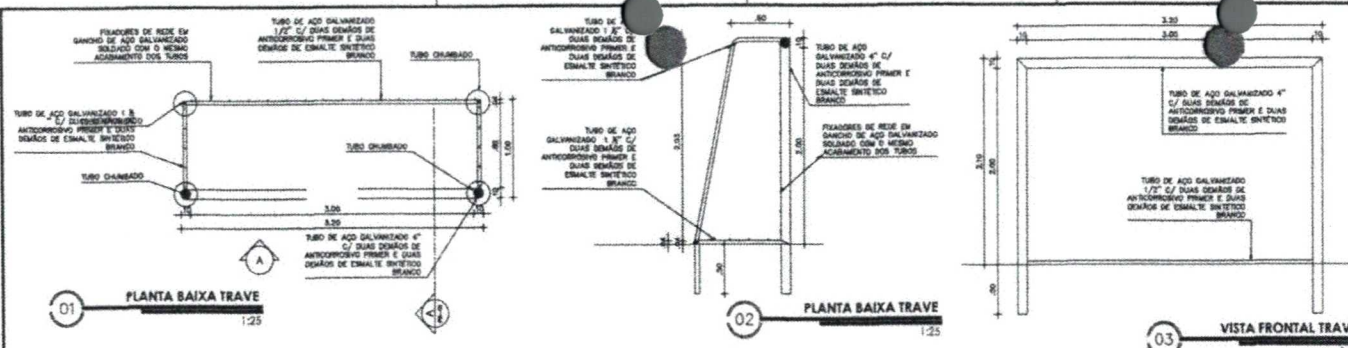 FIXADORES DE REDE EM
GANCHO DE AÇO GALVANIZADO
SOLDADO COM O MESMO
ACABAMENTO DOS TUBOS
TUBO DE AÇO GALVANIZADO
1/2" C/ DUAS DEMÃOS DE
ANTICORROSIVO PRIMER E DUAS
DEMÃOS DE ESMALTE SINTÉTICO
BRANCO
TUBO CHUMBADO
TUBO DE AÇO GALVANIZADO 1
ANTICORROSIVO PRIMER E DUAS
DEMÃOS DE ESMALTE SINTÉTICO
BRANCO
TUBO CHUMBADO
TUBO CHUMBADO
1.00
3.00
3.20
TUBO DE AÇO GALVANIZADO 4"
C/ DUAS DEMÃOS DE
ANTICORROSIVO PRIMER E DUAS
DEMÃOS DE ESMALTE SINTÉTICO
BRANCO
A
01
PLANTA BAIXA TRAVE
1:25
TUBO DE
GALVANIZADO 1
DUAS DEMÃOS DE
ANTICORROSIVO PRIMER E
DUAS DEMÃOS DE
ESMALTE SINTÉTICO
BRANCO
.50
TUBO DE AÇO
GALVANIZADO 4" C/
DUAS DEMÃOS DE
ANTICORROSIVO PRIMER E
DUAS DEMÃOS DE
ESMALTE SINTÉTICO
BRANCO
TUBO DE AÇO
GALVANIZADO 1
DUAS DEMÃOS DE
ANTICORROSIVO PRIMER E
DUAS DEMÃOS DE
ESMALTE SINTÉTICO
BRANCO
FIXADORES DE REDE EM
GANCHO DE AÇO GALVANIZADO
SOLDADO COM O MESMO
ACABAMENTO DOS TUBOS
2.00
.50
02
PLANTA BAIXA TRAVE
1:25
3.20
3.00
TUBO DE AÇO GALVANIZADO 4"
C/ DUAS DEMÃOS DE
ANTICORROSIVO PRIMER E DUAS
DEMÃOS DE ESMALTE SINTÉTICO
BRANCO
2.10
2.00
TUBO DE AÇO GALVANIZADO
1/2" C/ DUAS DEMÃOS DE
ANTICORROSIVO PRIMER E DUAS
DEMÃOS DE ESMALTE SINTÉTICO
BRANCO
.50
03
VISTA FRONTAL TRAV